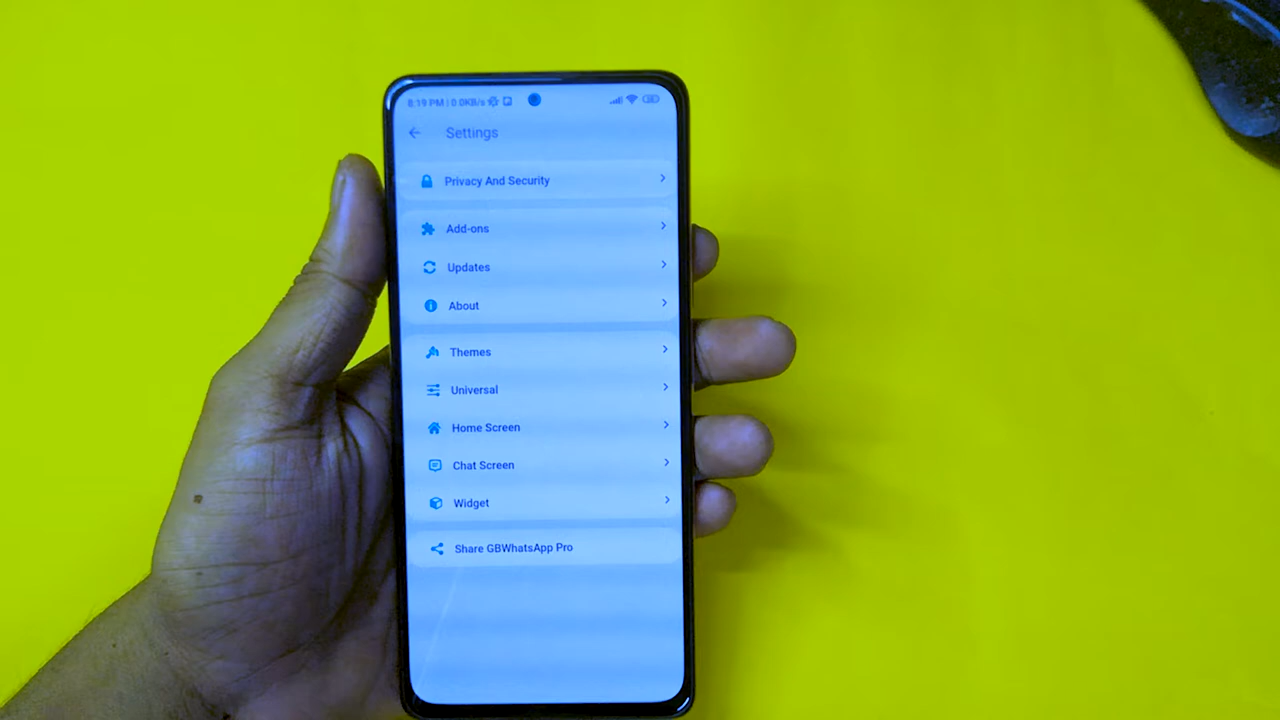 8:19 PM | 0.0KB/s
Settings
Privacy And Security
Add-ons
Updates
About
Themes
Universal
Home Screen
Chat Screen
Widget
Share GBWhatsApp Pro